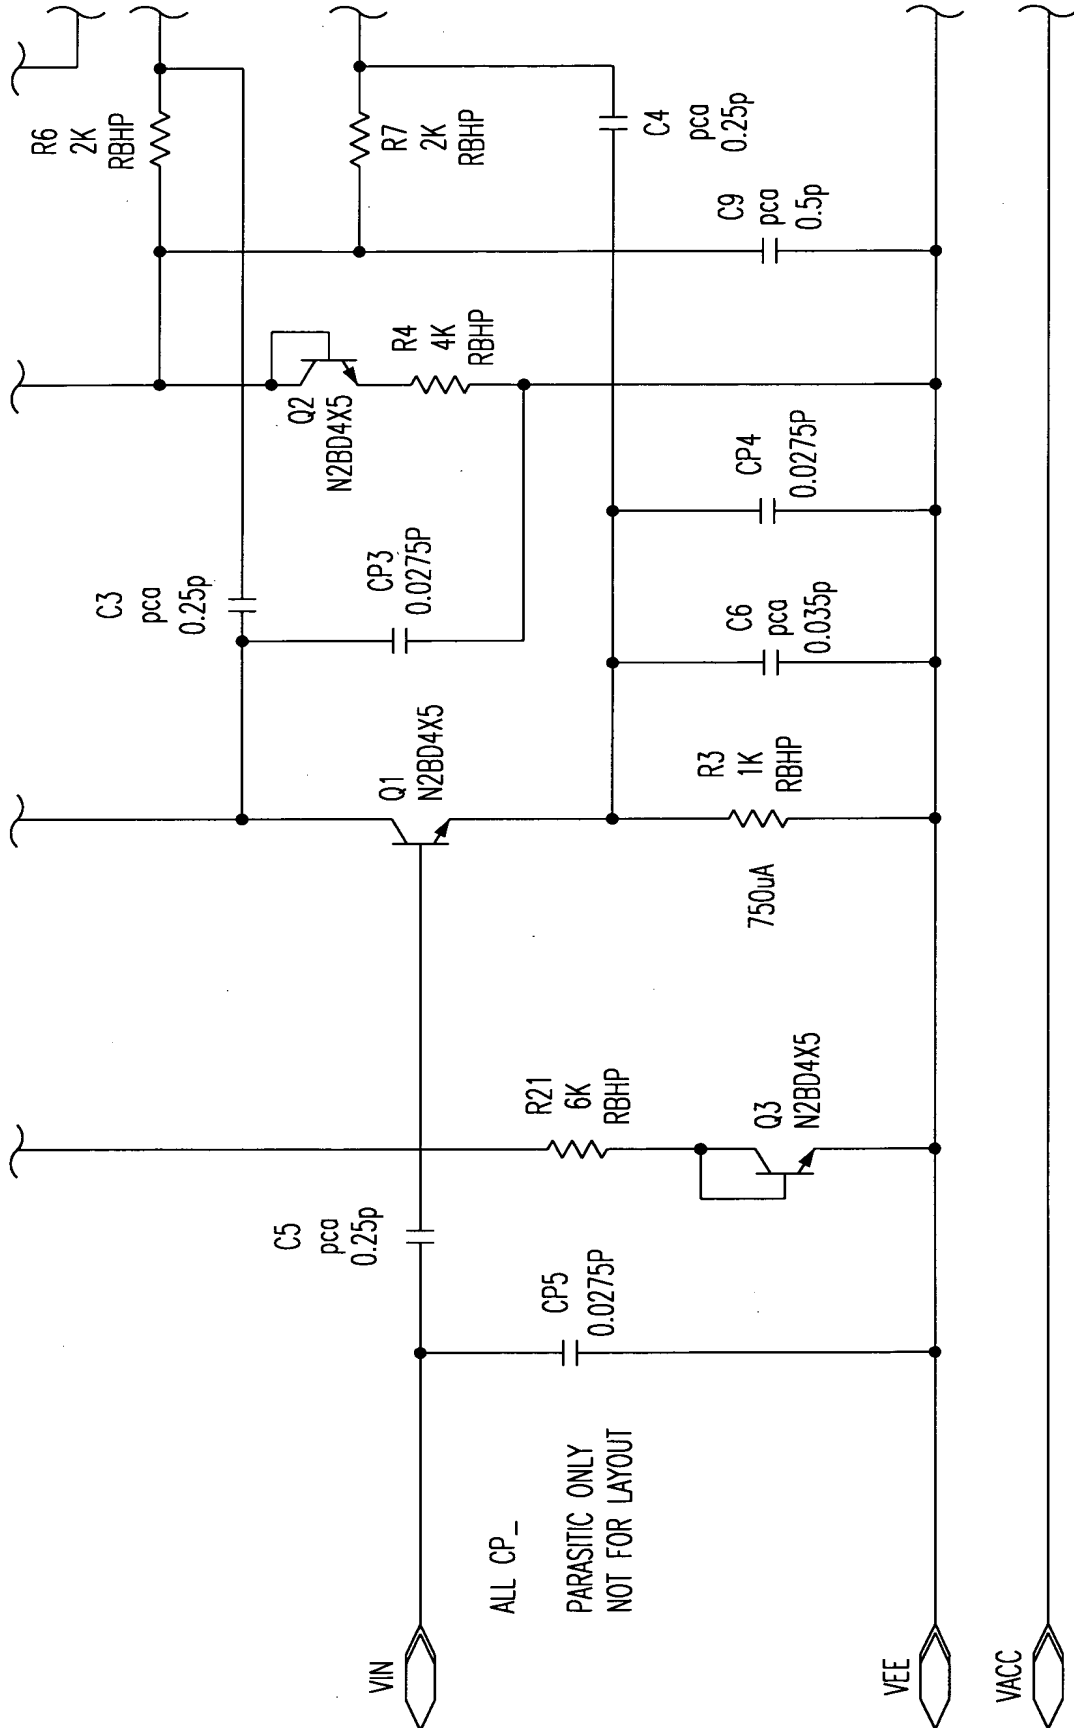 R6
2K
RBHP
R7
2K
RBHP
C4
pca
0.25p
C9
pca
0.5p
R4
4K
RBHP
Q2
N2BD4X5
CP4
0.0275P
C3
pca
0.25p
CP3
0.0275P
C6
pca
0.035p
Q1
N2BD4X5
R3
1K
RBHP
750uA
R21
6K
RBHP
Q3
N2BD4X5
C5
pca
0.25p
CP5
0.0275P
ALL CP_
PARASITIC ONLY
NOT FOR LAYOUT
VIN
VEE
VACC